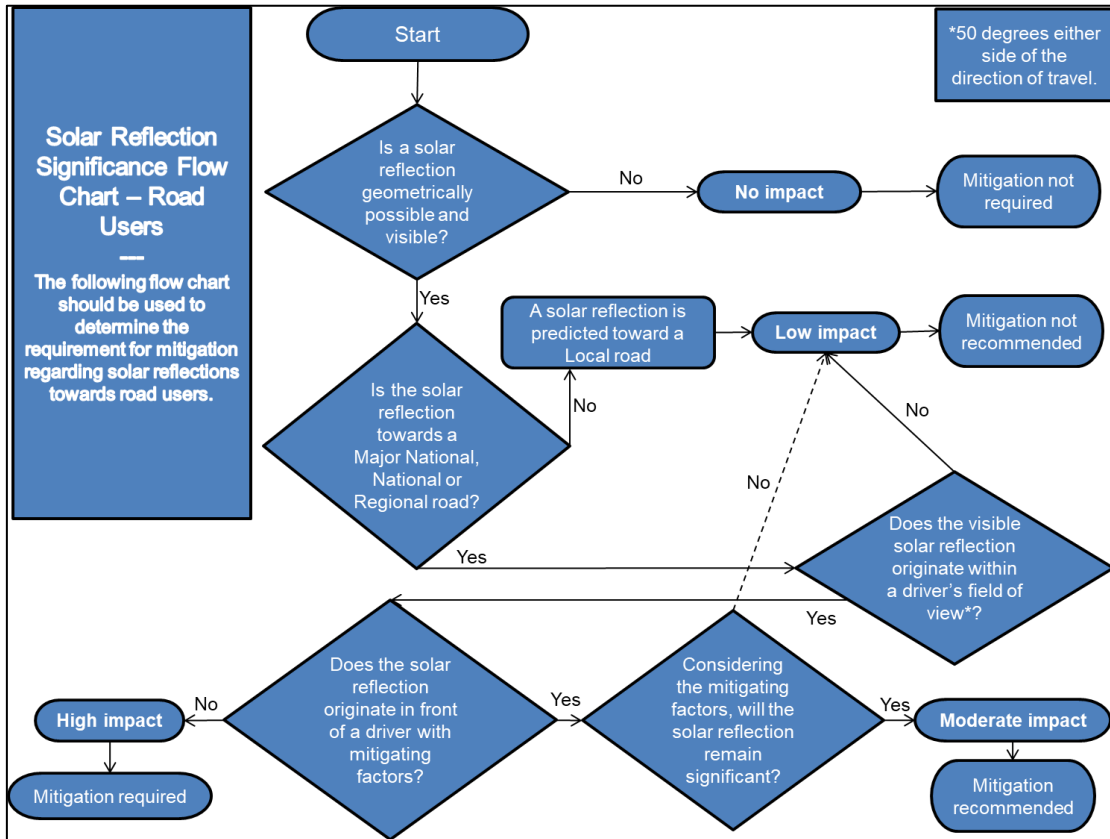 Start
*50 degrees either
side of the
direction of travel.
Solar Reflection
Significance Flow
Chart – Road
Users
---
The following flow chart
should be used to
determine the
requirement for mitigation
regarding solar reflections
towards road users.
Is a solar
reflection
geometrically
possible and
visible?
No
No impact
Mitigation not
required
Yes
A solar reflection is
predicted toward a
Local road
Low impact
Mitigation not
recommended
Is the solar
reflection
towards a
Major National,
National or
Regional road?
No
No
No
Yes
Does the visible
solar reflection
originate within
a driver's field of
view*?
Yes
Does the solar
reflection
originate in front
of a driver with
mitigating
factors?
No
High impact
Mitigation required
Yes
Considering
the mitigating
factors, will the
solar reflection
remain
significant?
Yes
Moderate impact
Mitigation
recommended